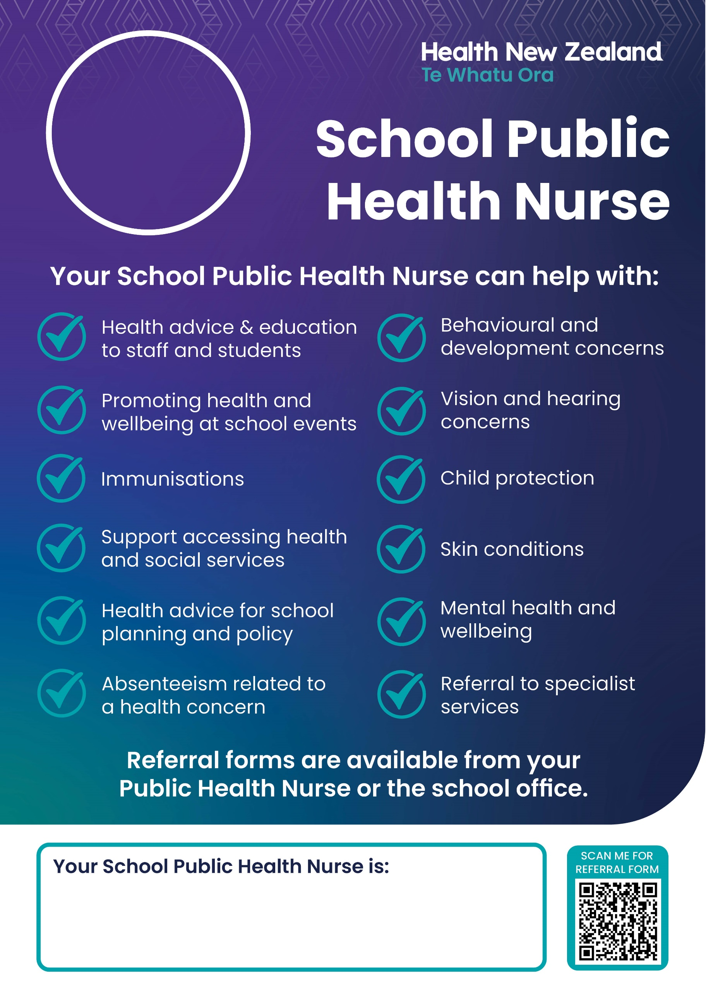 Health New Zealand
Te Whatu Ora
School Public
Health Nurse
Your School Public Health Nurse can help with:
Health advice & education
to staff and students
Promoting health and
wellbeing at school events
Immunisations
Support accessing health
and social services
Health advice for school
planning and policy
Absenteeism related to
a health concern
Behavioural and
development concerns
Vision and hearing
concerns
Child protection
Skin conditions
Mental health and
wellbeing
Referral to specialist
services
Referral forms are available from your
Public Health Nurse or the school office.
Your School Public Health Nurse is:
SCAN ME FOR
REFERRAL FORM